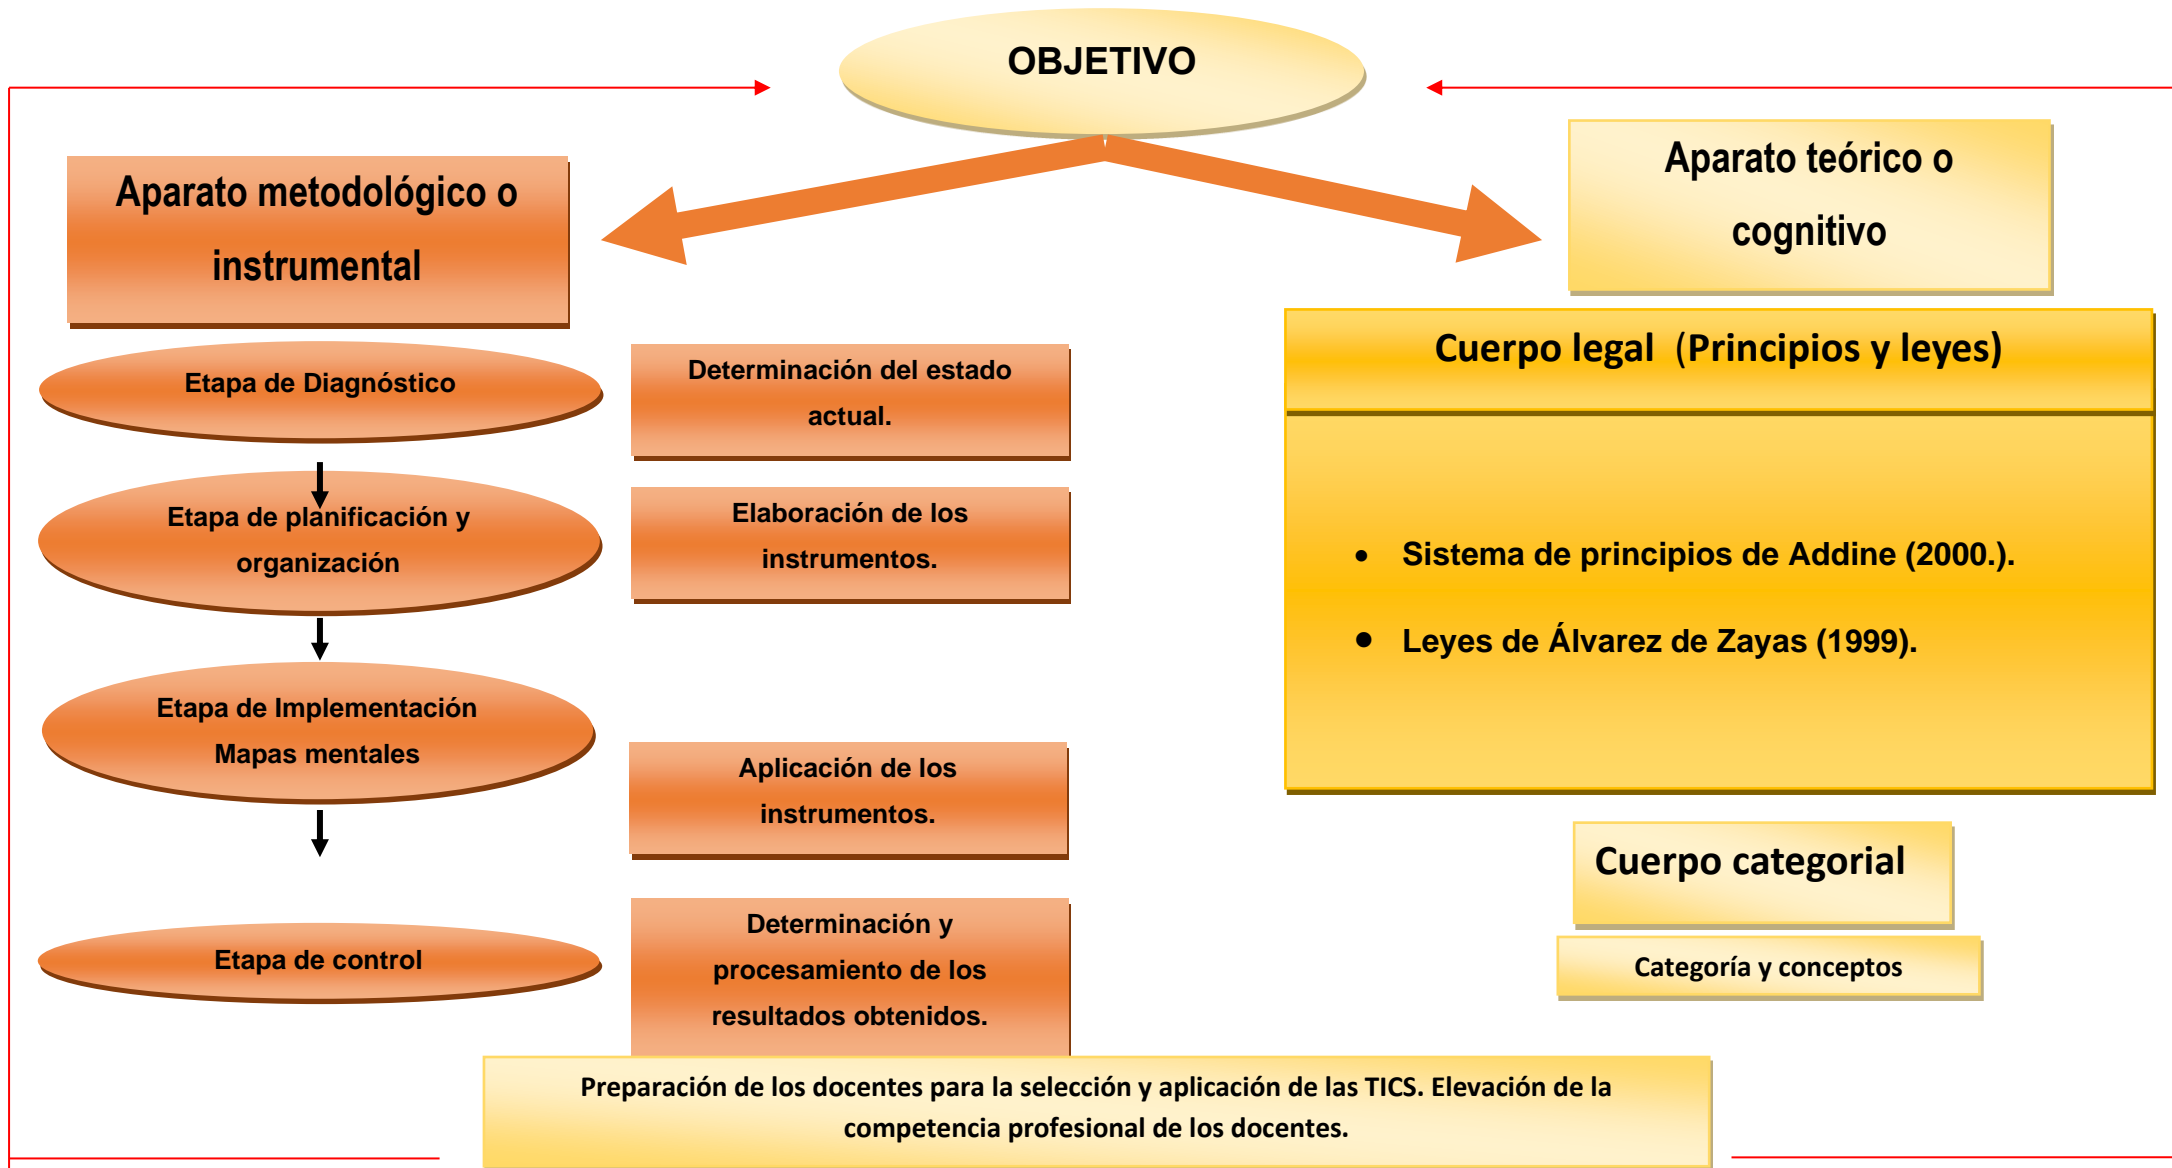 OBJETIVO
Aparato metodológico o
instrumental
Aparato teórico o
cognitivo
Etapa de Diagnóstico
Determinación del estado
actual.
Etapa de planificación y
organización
Elaboración de los
instrumentos.
Etapa de Implementación
Mapas mentales
Aplicación de los
instrumentos.
Etapa de control
Determinación y
procesamiento de los
resultados obtenidos.
Cuerpo legal (Principios y leyes)
• Sistema de principios de Addine (2000.).
• Leyes de Álvarez de Zayas (1999).
Cuerpo categorial
Categoría y conceptos
Preparación de los docentes para la selección y aplicación de las TICS. Elevación de la
competencia profesional de los docentes.